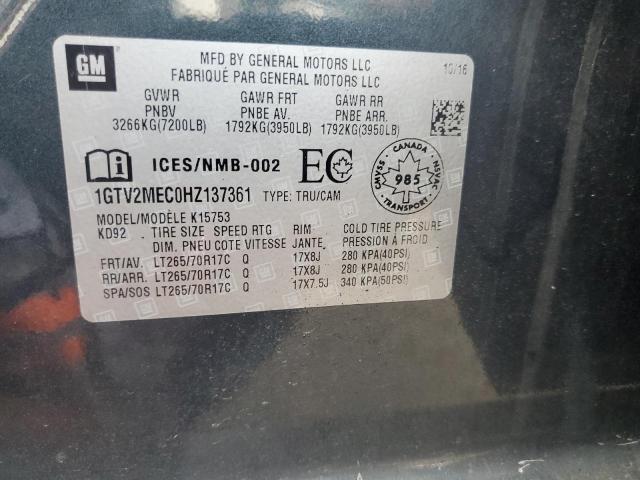 GM
MFD BY GENERAL MOTORS LLC
FABRIQUÉ PAR GENERAL MOTORS LLC
10/16
GVWR GAWR FRT GAWR RR
PNBV PNBE AV. PNBE ARR.
3266KG(7200LB) 1792KG(3950LB) 1792KG(3950LB)
i ICES/NMB-002 EC
CANADA
CMVSS 985 NSVAC
TRANSPORT
1GTV2MEC0HZ137361 TYPE: TRU/CAM
MODEL/MODÈLE K15753
KD92 TIRE SIZE SPEED RTG RIM COLD TIRE PRESSURE
DIM. PNEU COTE VITESSE JANTE, PRESSION À FROID
FRT/AV. LT265/70R17C Q 17X8J 280 KPA(40PSI)
RR/ARR. LT265/70R17C Q 17X8J 280 KPA(40PSI)
SPA/SOS LT265/70R17C Q 17X7.5J 340 KPA(50PSI)